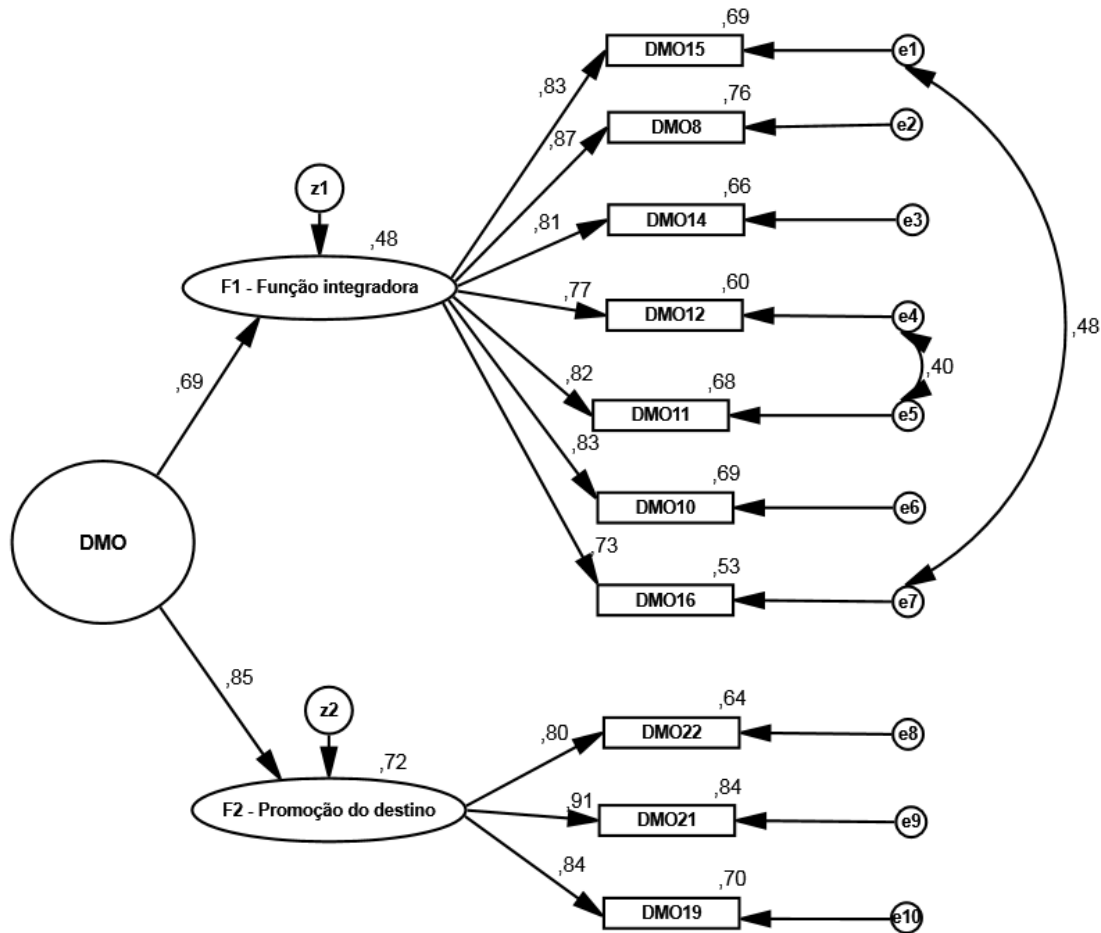 ,69
DMO15
e1
,83
,76
DMO8
e2
,87
z1
,66
DMO14
e3
,81
,48
F1 - Função integradora
,60
DMO12
e4
,77
,48
,40
,69
,82
,68
DMO11
e5
,83
,69
DMO10
e6
DMO
,73
,53
DMO16
e7
,85
z2
,64
DMO22
e8
,80
,72
F2 - Promoção do destino
,91
,84
DMO21
e9
,84
,70
DMO19
e10